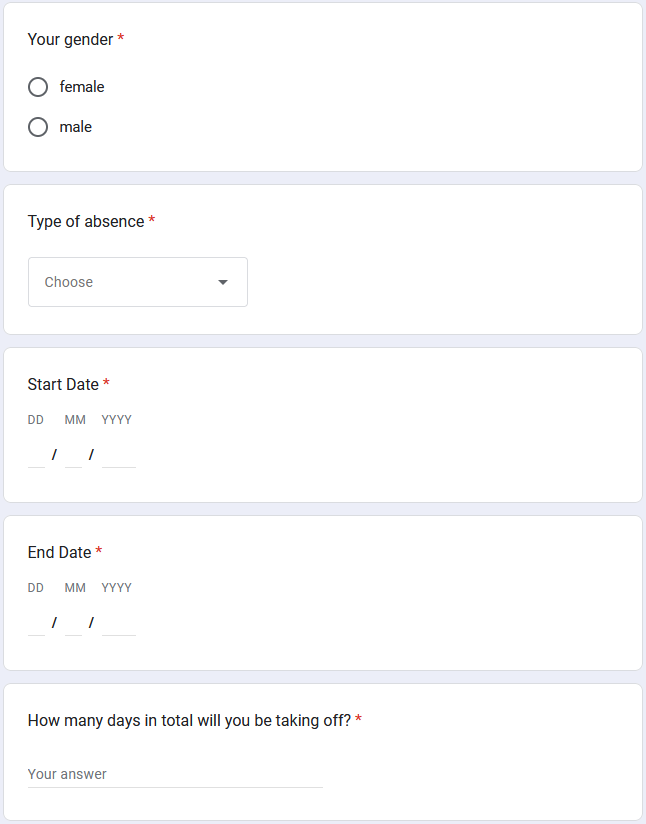 Your gender *
female
male
Type of absence *
Choose
Start Date *
DD MM YYYY
/ /
End Date *
DD MM YYYY
/ /
How many days in total will you be taking off? *
Your answer